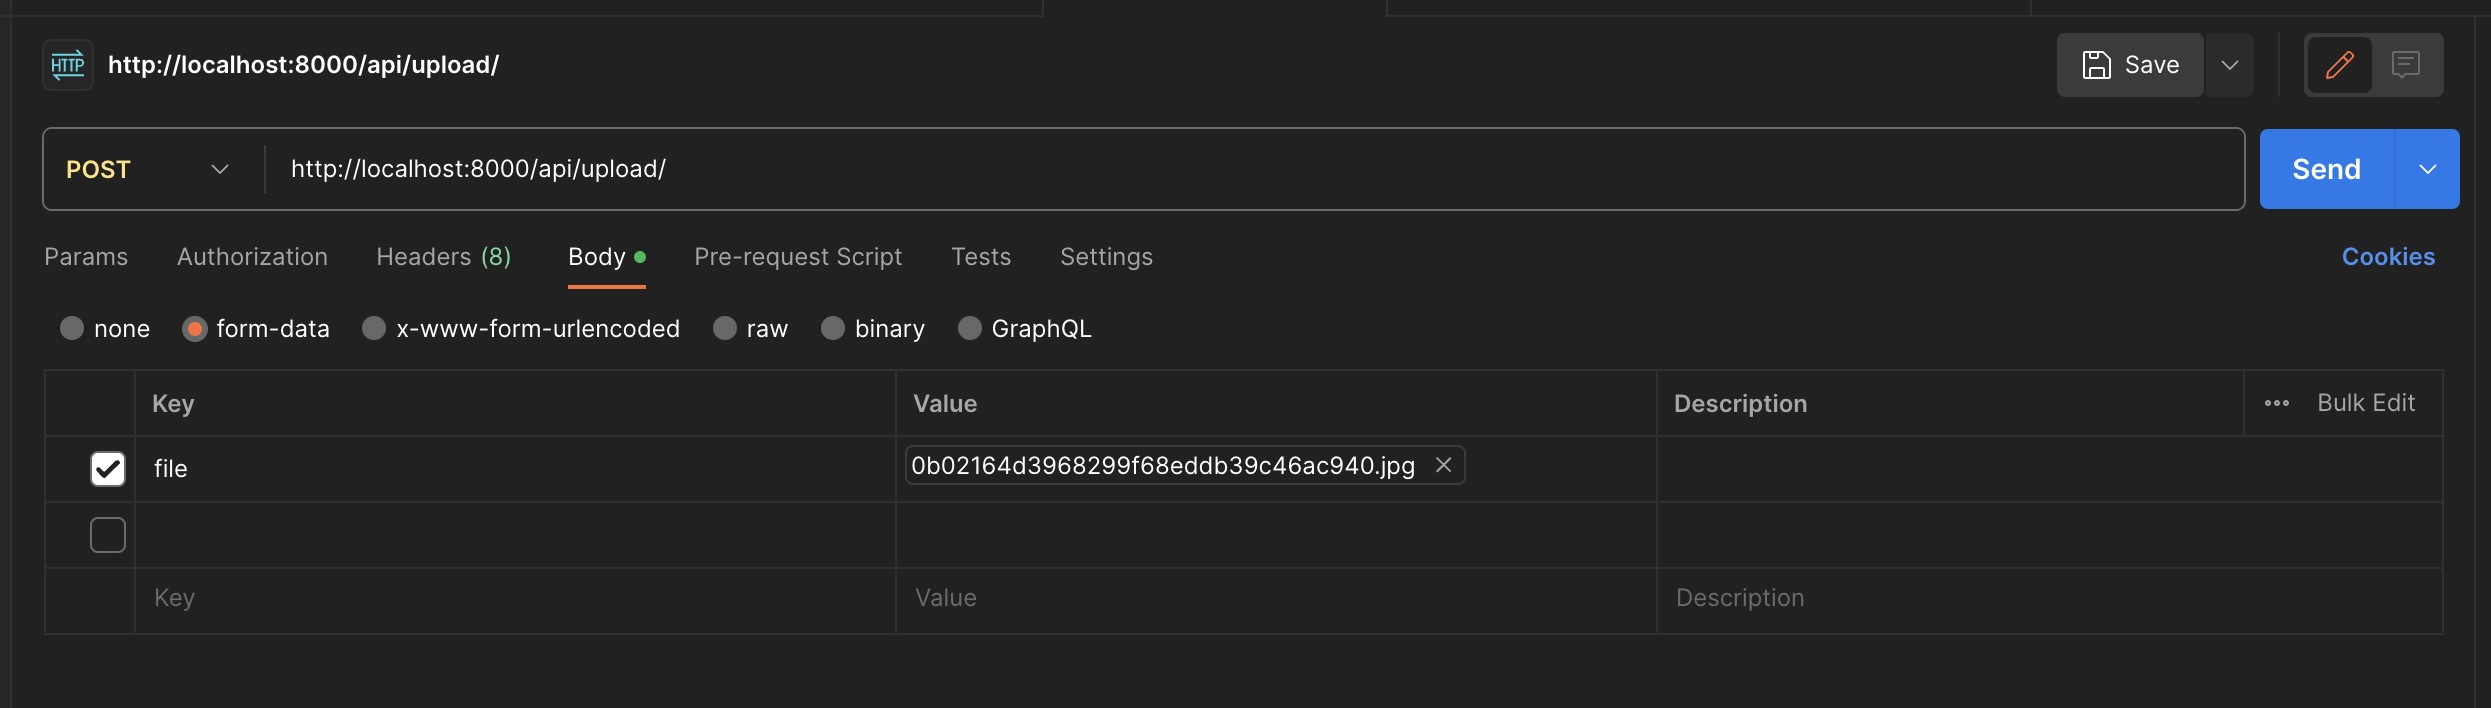 HTTP http://localhost:8000/api/upload/ Save
POST http://localhost:8000/api/upload/ Send
Params Authorization Headers (8) Body Pre-request Script Tests Settings Cookies
none form-data x-www-form-urlencoded raw binary GraphQL
Key Value Description Bulk Edit
file 0b02164d3968299f68eddb39c46ac940.jpg
Key Value Description